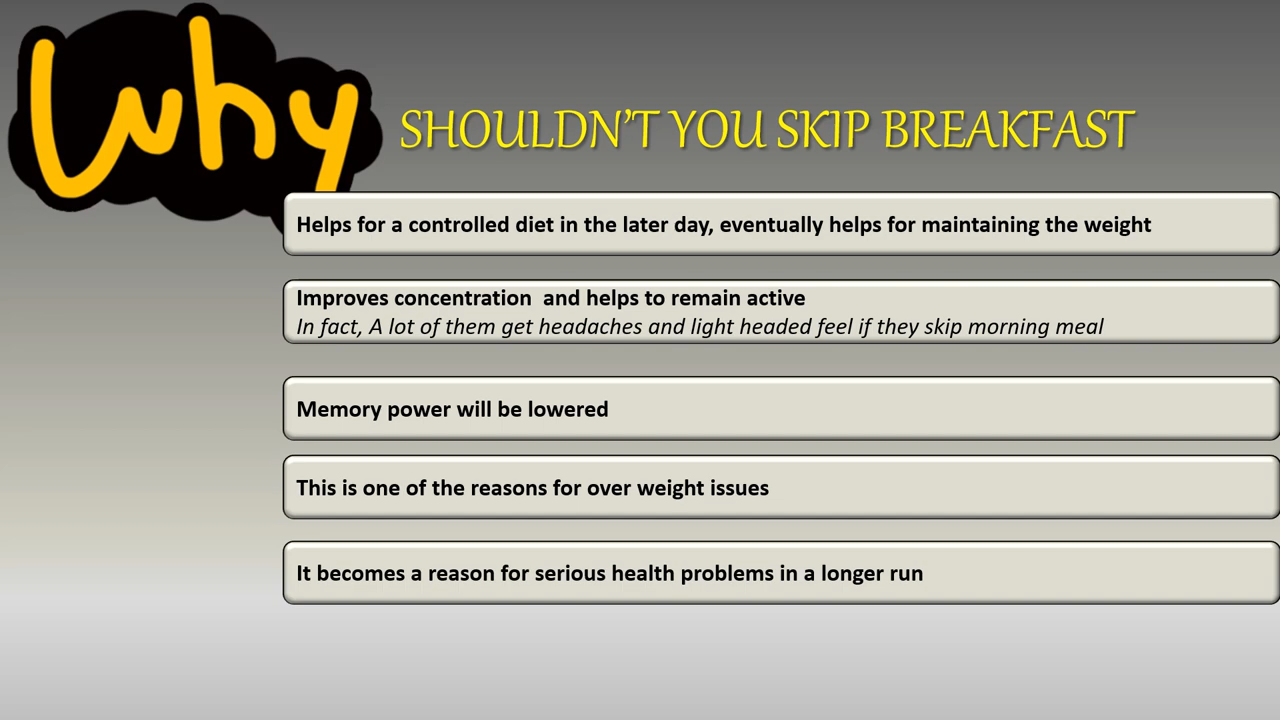 Why
SHOULDN'T YOU SKIP BREAKFAST
Helps for a controlled diet in the later day, eventually helps for maintaining the weight
Improves concentration  and helps to remain active
In fact, A lot of them get headaches and light headed feel if they skip morning meal
Memory power will be lowered
This is one of the reasons for over weight issues
It becomes a reason for serious health problems in a longer run